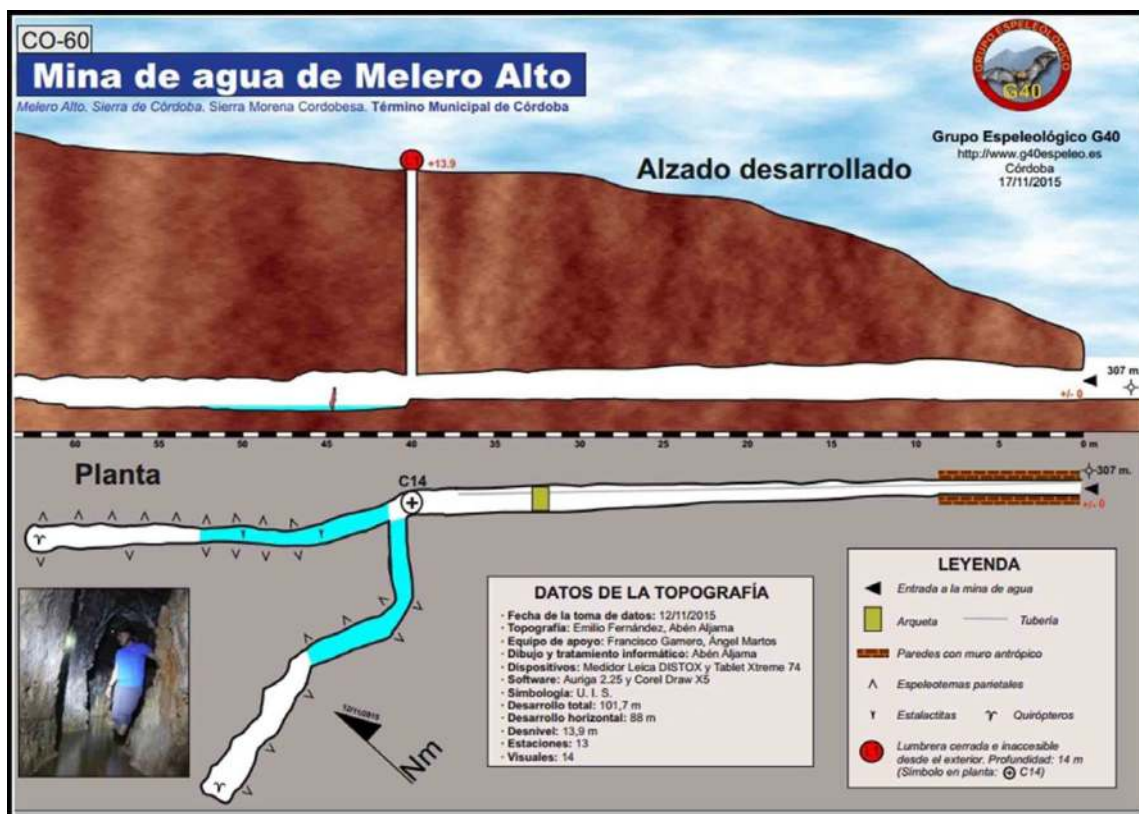 CO-60
Mina de agua de Melero Alto
Melero Alto. Sierra de Córdoba. Sierra Morena Cordobesa. Término Municipal de Córdoba
GRUPO ESPELEOLÓGICO
G40
Grupo Espeleológico G40
http://www.g40espeleo.es
Córdoba
17/11/2015
Alzado desarrollado
+13.9
307 m.
+/- 0
60 55 50 45 40 35 30 25 20 15 10 5 0 m
Planta
C14
307 m.
+/- 0
12/11/2015
Nm
DATOS DE LA TOPOGRAFÍA
· Fecha de la toma de datos: 12/11/2015
· Topografía: Emilio Fernández, Abén Aljama
· Equipo de apoyo: Francisco Gamero, Ángel Martos
· Dibujo y tratamiento informático: Abén Aljama
· Dispositivos: Medidor Leica DISTOX y Tablet Xtreme 74
· Software: Auriga 2.25 y Corel Draw X5
· Simbología: U. I. S.
· Desarrollo total: 101,7 m
· Desarrollo horizontal: 88 m
· Desnivel: 13,9 m
· Estaciones: 13
· Visuales: 14
LEYENDA
Entrada a la mina de agua
Arqueta Tubería
Paredes con muro antrópico
Espeleotemas parietales
Estalactitas Quirópteros
Lumbrera cerrada e inaccesible
desde el exterior. Profundidad: 14 m
(Símbolo en planta: ⊕ C14)